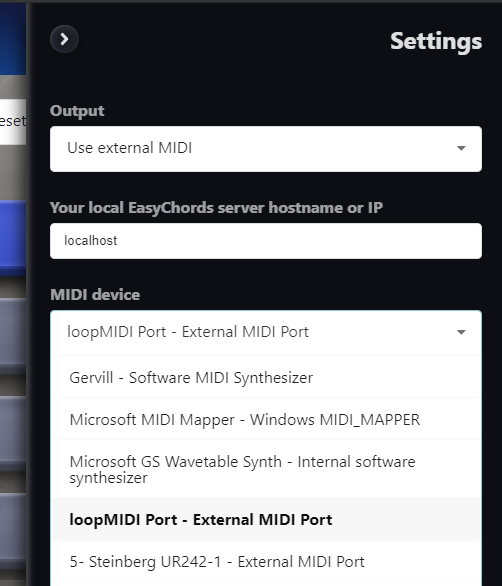 Settings
eset
Output
Use external MIDI
Your local EasyChords server hostname or IP
localhost
MIDI device
loopMIDI Port - External MIDI Port
Gervill - Software MIDI Synthesizer
Microsoft MIDI Mapper - Windows MIDI_MAPPER
Microsoft GS Wavetable Synth - Internal software
synthesizer
loopMIDI Port - External MIDI Port
5- Steinberg UR242-1 - External MIDI Port